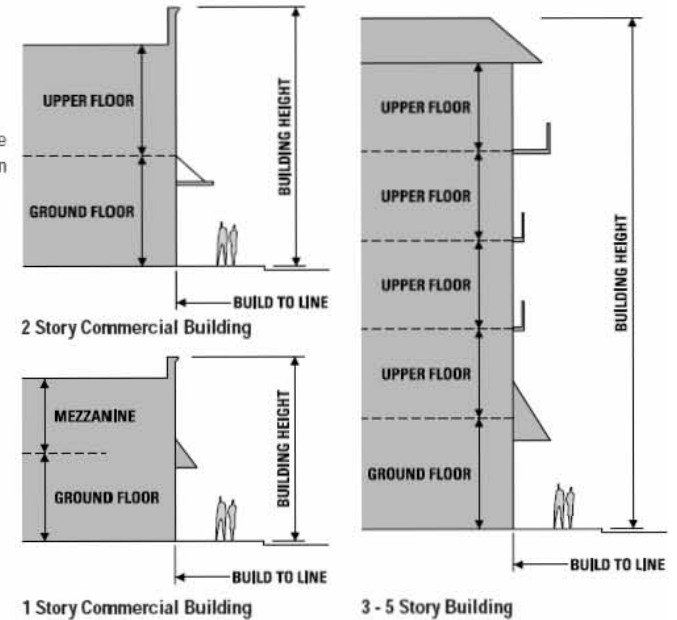 e
n
UPPER FLOOR
GROUND FLOOR
BUILDING HEIGHT
BUILD TO LINE
2 Story Commercial Building
MEZZANINE
GROUND FLOOR
BUILDING HEIGHT
BUILD TO LINE
1 Story Commercial Building
UPPER FLOOR
UPPER FLOOR
UPPER FLOOR
UPPER FLOOR
GROUND FLOOR
BUILDING HEIGHT
BUILD TO LINE
3 - 5 Story Building